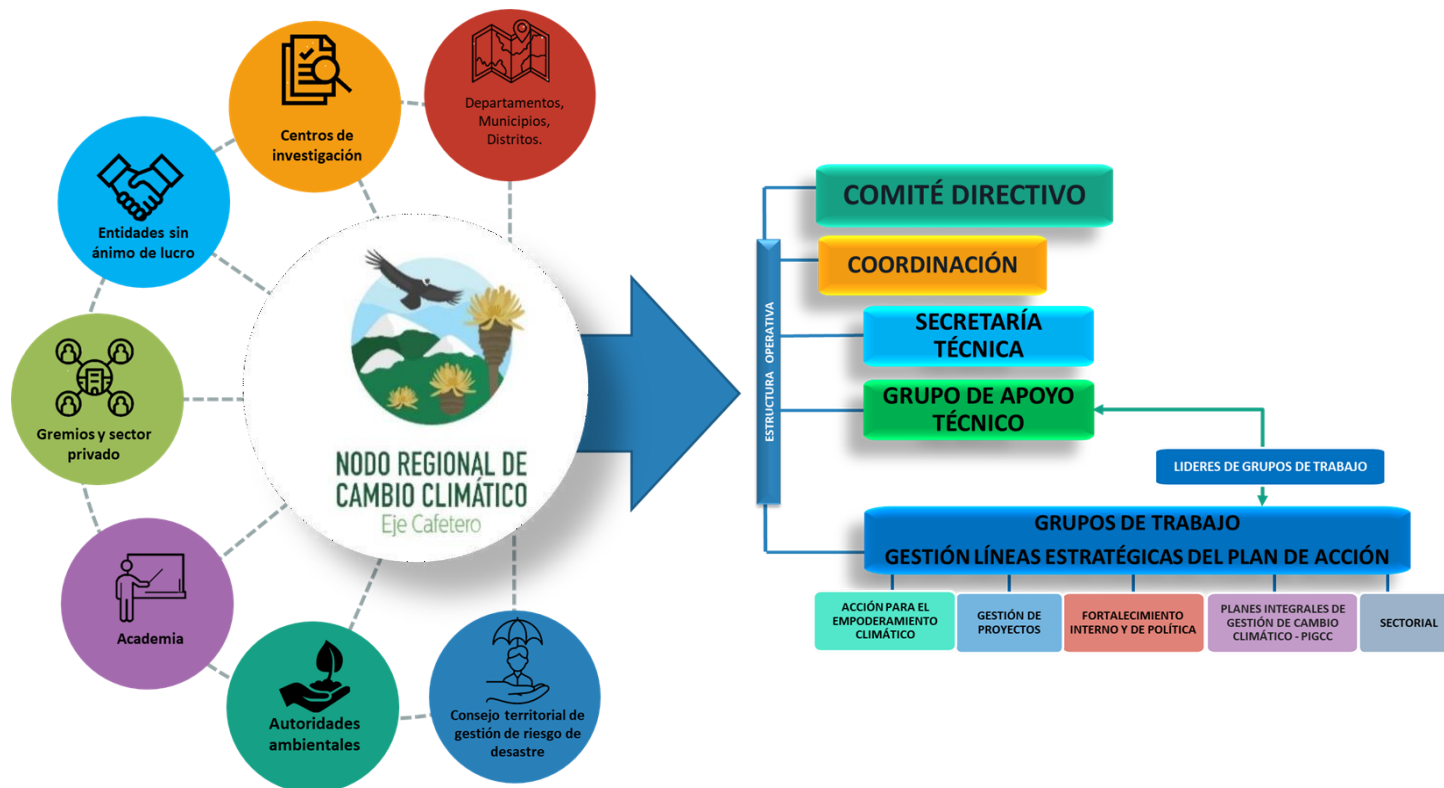 Departamentos,
Municipios,
Distritos.
Centros de
investigación
Entidades sin
ánimo de lucro
Gremios y sector
privado
Academia
Autoridades
ambientales
Consejo territorial de
gestión de riesgo de
desastre
NODO REGIONAL DE
CAMBIO CLIMÁTICO
Eje Cafetero
ESTRUCTURA OPERATIVA
COMITÉ DIRECTIVO
COORDINACIÓN
SECRETARÍA
TÉCNICA
GRUPO DE APOYO
TÉCNICO
LIDERES DE GRUPOS DE TRABAJO
GRUPOS DE TRABAJO
GESTIÓN LÍNEAS ESTRATÉGICAS DEL PLAN DE ACCIÓN
ACCIÓN PARA EL
EMPODERAMIENTO
CLIMÁTICO
GESTIÓN DE
PROYECTOS
FORTALECIMIENTO
INTERNO Y DE POLÍTICA
PLANES INTEGRALES DE
GESTIÓN DE CAMBIO
CLIMÁTICO - PIGCC
SECTORIAL